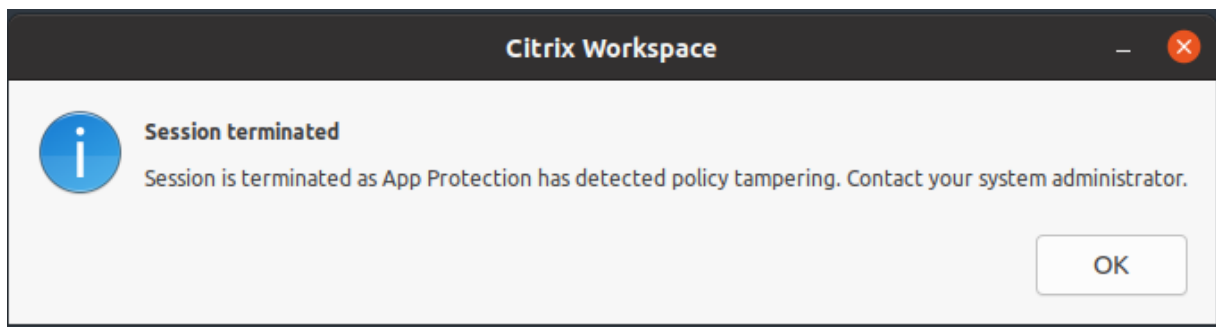 Citrix Workspace
Session terminated
Session is terminated as App Protection has detected policy tampering. Contact your system administrator.
OK